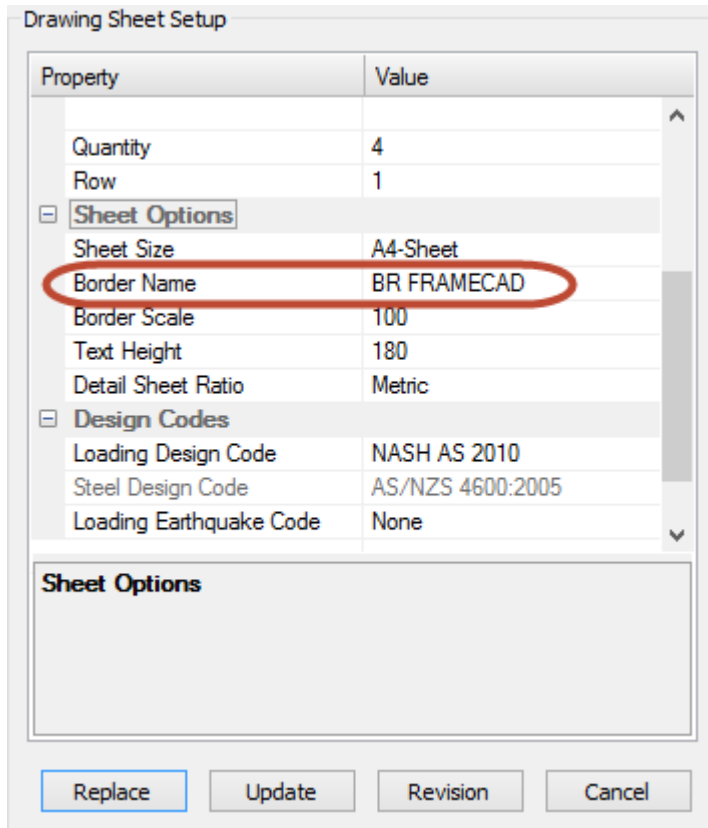 Drawing Sheet Setup
Property Value
Quantity 4
Row 1
Sheet Options
Sheet Size A4-Sheet
Border Name BR FRAMECAD
Border Scale 100
Text Height 180
Detail Sheet Ratio Metric
Design Codes
Loading Design Code NASH AS 2010
Steel Design Code AS/NZS 4600:2005
Loading Earthquake Code None
Sheet Options
Replace Update Revision Cancel